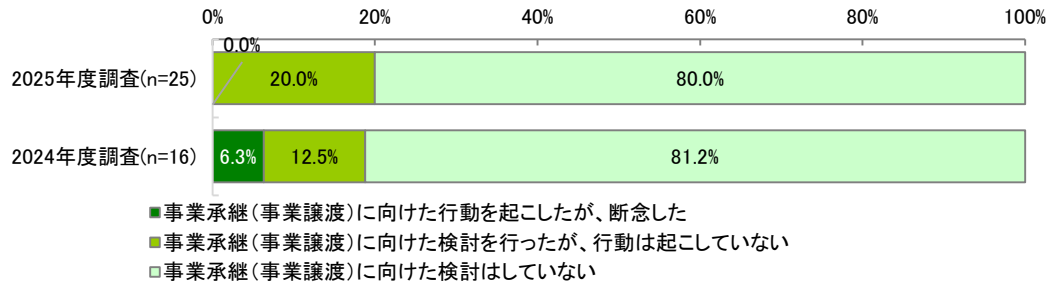 0% 20% 40% 60% 80% 100%
0.0%
2025年度調査(n=25) 20.0% 80.0%
2024年度調査(n=16) 6.3% 12.5% 81.2%
事業承継（事業譲渡）に向けた行動を起こしたが、断念した
事業承継（事業譲渡）に向けた検討を行ったが、行動は起こしていない
事業承継（事業譲渡）に向けた検討はしていない